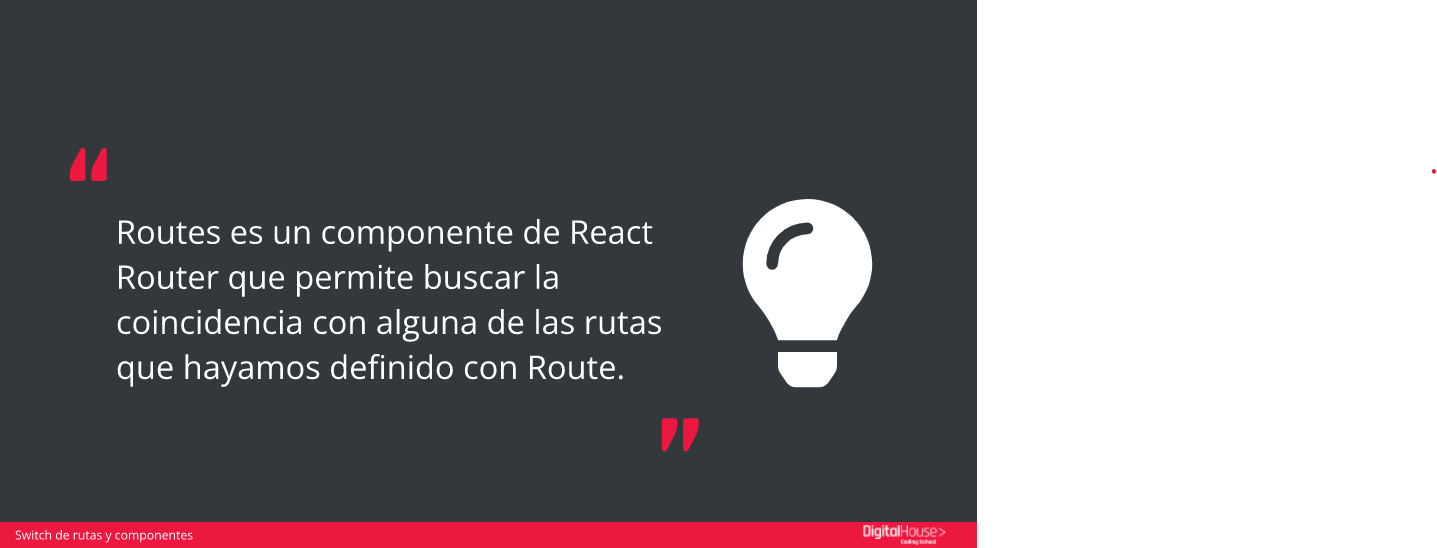 “
Routes es un componente de React
Router que permite buscar la
coincidencia con alguna de las rutas
que hayamos definido con Route.
”
Switch de rutas y componentes
DigitalHouse>
Coding School